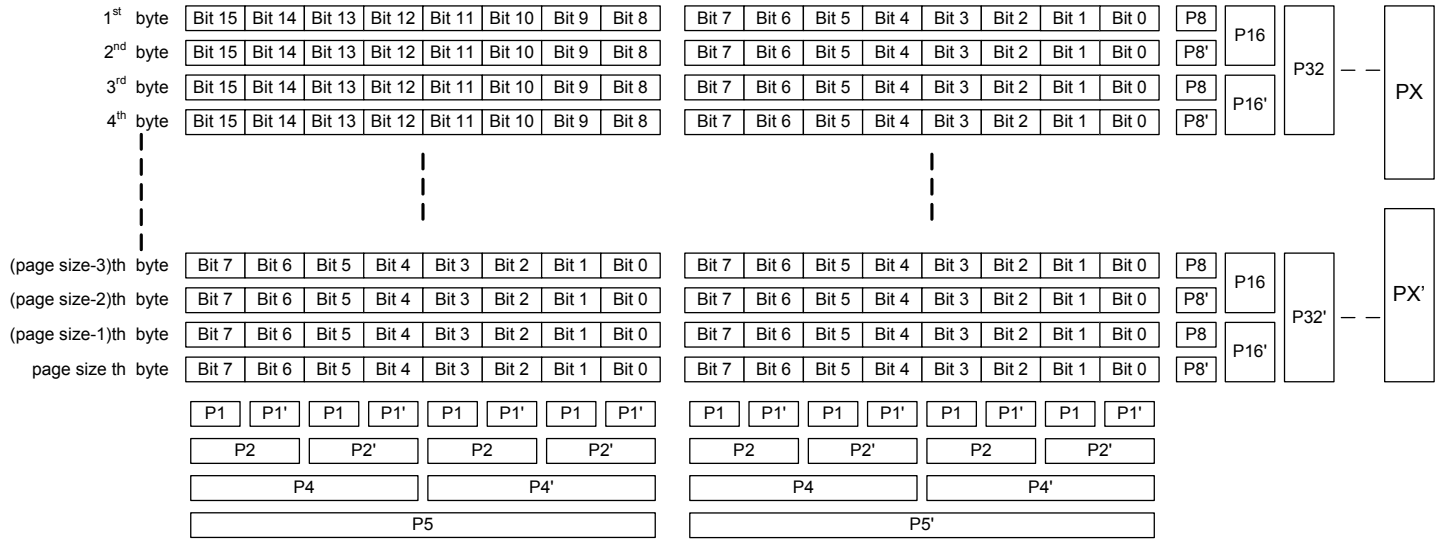 1st byte Bit 15 Bit 14 Bit 13 Bit 12 Bit 11 Bit 10 Bit 9 Bit 8 Bit 7 Bit 6 Bit 5 Bit 4 Bit 3 Bit 2 Bit 1 Bit 0 P8
P16
2nd byte Bit 15 Bit 14 Bit 13 Bit 12 Bit 11 Bit 10 Bit 9 Bit 8 Bit 7 Bit 6 Bit 5 Bit 4 Bit 3 Bit 2 Bit 1 Bit 0 P8'
P32
PX
3rd byte Bit 15 Bit 14 Bit 13 Bit 12 Bit 11 Bit 10 Bit 9 Bit 8 Bit 7 Bit 6 Bit 5 Bit 4 Bit 3 Bit 2 Bit 1 Bit 0 P8
P16'
4th byte Bit 15 Bit 14 Bit 13 Bit 12 Bit 11 Bit 10 Bit 9 Bit 8 Bit 7 Bit 6 Bit 5 Bit 4 Bit 3 Bit 2 Bit 1 Bit 0 P8'
(page size-3)th byte Bit 7 Bit 6 Bit 5 Bit 4 Bit 3 Bit 2 Bit 1 Bit 0 Bit 7 Bit 6 Bit 5 Bit 4 Bit 3 Bit 2 Bit 1 Bit 0 P8
P16
(page size-2)th byte Bit 7 Bit 6 Bit 5 Bit 4 Bit 3 Bit 2 Bit 1 Bit 0 Bit 7 Bit 6 Bit 5 Bit 4 Bit 3 Bit 2 Bit 1 Bit 0 P8'
PX’
P32'
(page size-1)th byte Bit 7 Bit 6 Bit 5 Bit 4 Bit 3 Bit 2 Bit 1 Bit 0 Bit 7 Bit 6 Bit 5 Bit 4 Bit 3 Bit 2 Bit 1 Bit 0 P8
P16'
page size th byte Bit 7 Bit 6 Bit 5 Bit 4 Bit 3 Bit 2 Bit 1 Bit 0 Bit 7 Bit 6 Bit 5 Bit 4 Bit 3 Bit 2 Bit 1 Bit 0 P8'
P1 P1' P1 P1' P1 P1' P1 P1' P1 P1' P1 P1' P1 P1' P1 P1'
P2 P2' P2 P2' P2 P2' P2 P2'
P4 P4' P4 P4'
P5 P5'